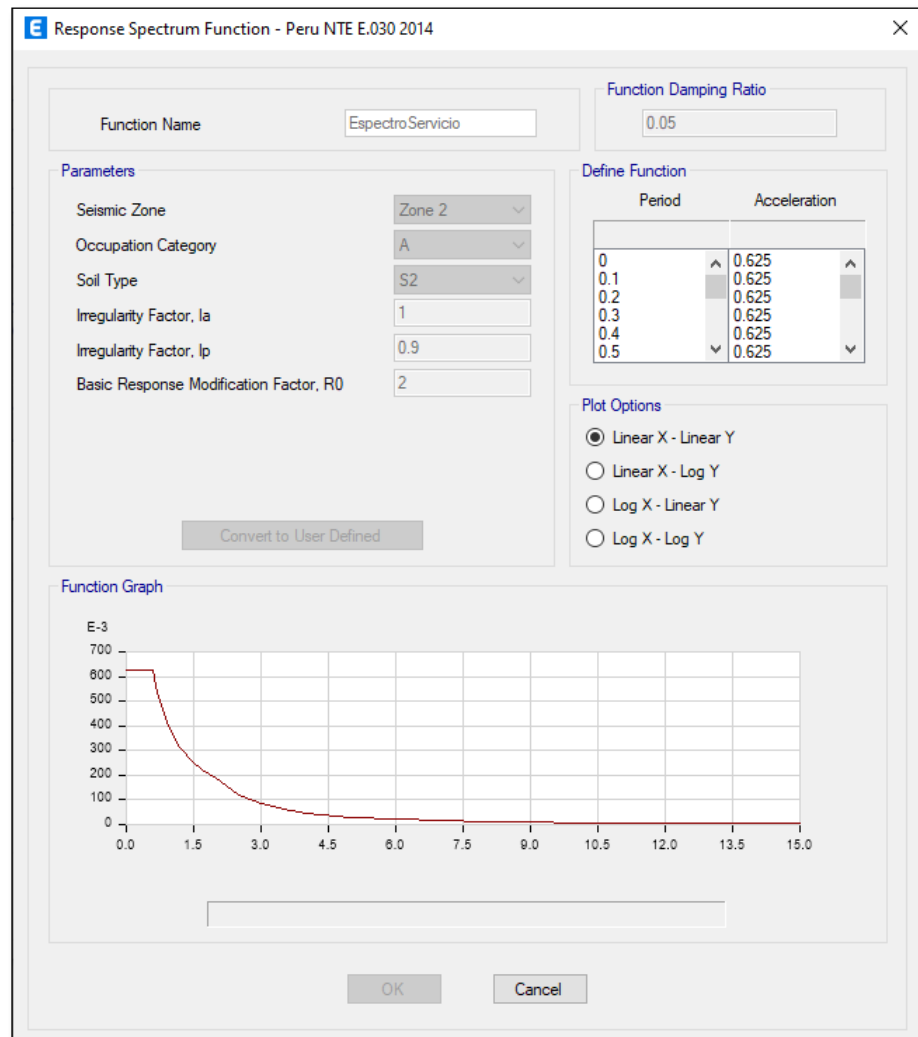 E Response Spectrum Function - Peru NTE E.030 2014
Function Name EspectroServicio
Function Damping Ratio
0.05
Parameters
Seismic Zone Zone 2
Occupation Category A
Soil Type S2
Irregularity Factor, Ia 1
Irregularity Factor, Ip 0.9
Basic Response Modification Factor, R0 2
Convert to User Defined
Define Function
Period Acceleration
0 0.625
0.1 0.625
0.2 0.625
0.3 0.625
0.4 0.625
0.5 0.625
Plot Options
Linear X - Linear Y
Linear X - Log Y
Log X - Linear Y
Log X - Log Y
Function Graph
E-3
700
600
500
400
300
200
100
0
0.0 1.5 3.0 4.5 6.0 7.5 9.0 10.5 12.0 13.5 15.0
OK Cancel